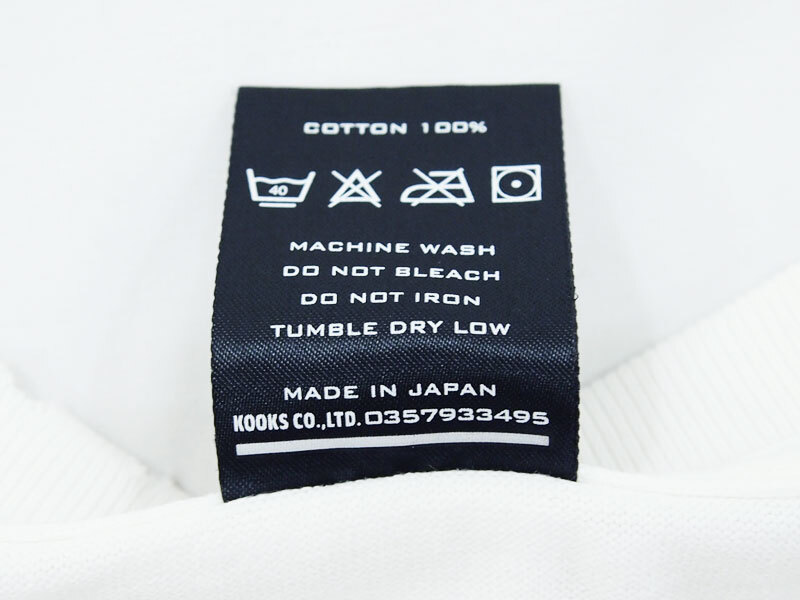 COTTON 100%
40
MACHINE WASH
DO NOT BLEACH
DO NOT IRON
TUMBLE DRY LOW
MADE IN JAPAN
KOOKS CO.,LTD. 0357933495